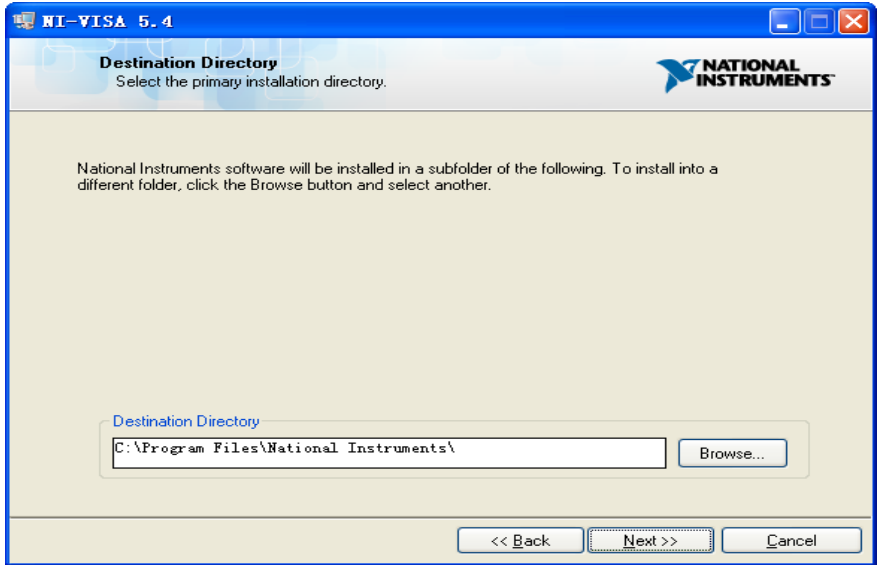 NI-VISA 5.4
Destination Directory
Select the primary installation directory.
NATIONAL
INSTRUMENTS™
National Instruments software will be installed in a subfolder of the following. To install into a
different folder, click the Browse button and select another.
Destination Directory
C:\Program Files\National Instruments\
Browse...
<< Back
Next >>
Cancel